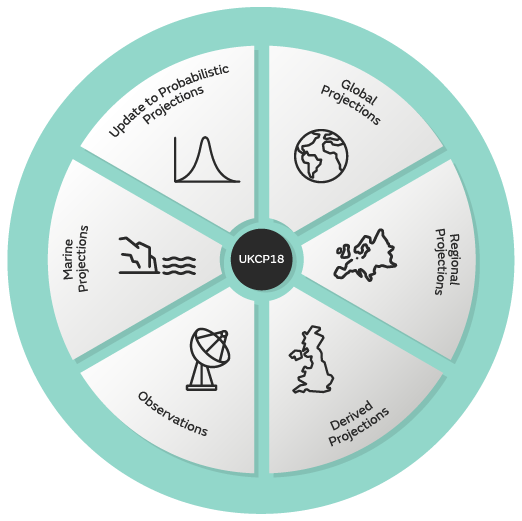 Update to Probabilistic
Projections
Global
Projections
Marine
Projections
UKCP18
Regional
Projections
Observations
Derived
Projections